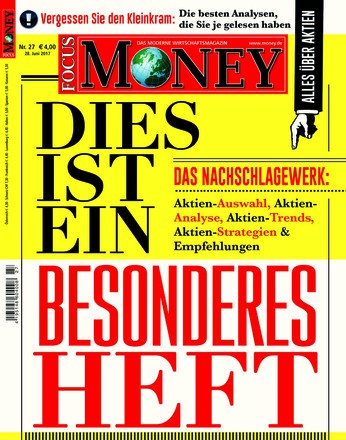 ! Vergessen Sie den Kleinkram: Die besten Analysen,
die Sie je gelesen haben
Nr. 27 €4,00
28. Juni 2017
DAS MODERNE WIRTSCHAFTSMAGAZIN
www.money.de
FOCUS
MONEY
ALLES ÜBER AKTIEN
DIES
IST
EIN
DAS NACHSCHLAGEWERK:
Aktien-Auswahl, Aktien-
Analyse, Aktien-Trends,
Aktien-Strategien &
Empfehlungen
BESONDERES
HEFT